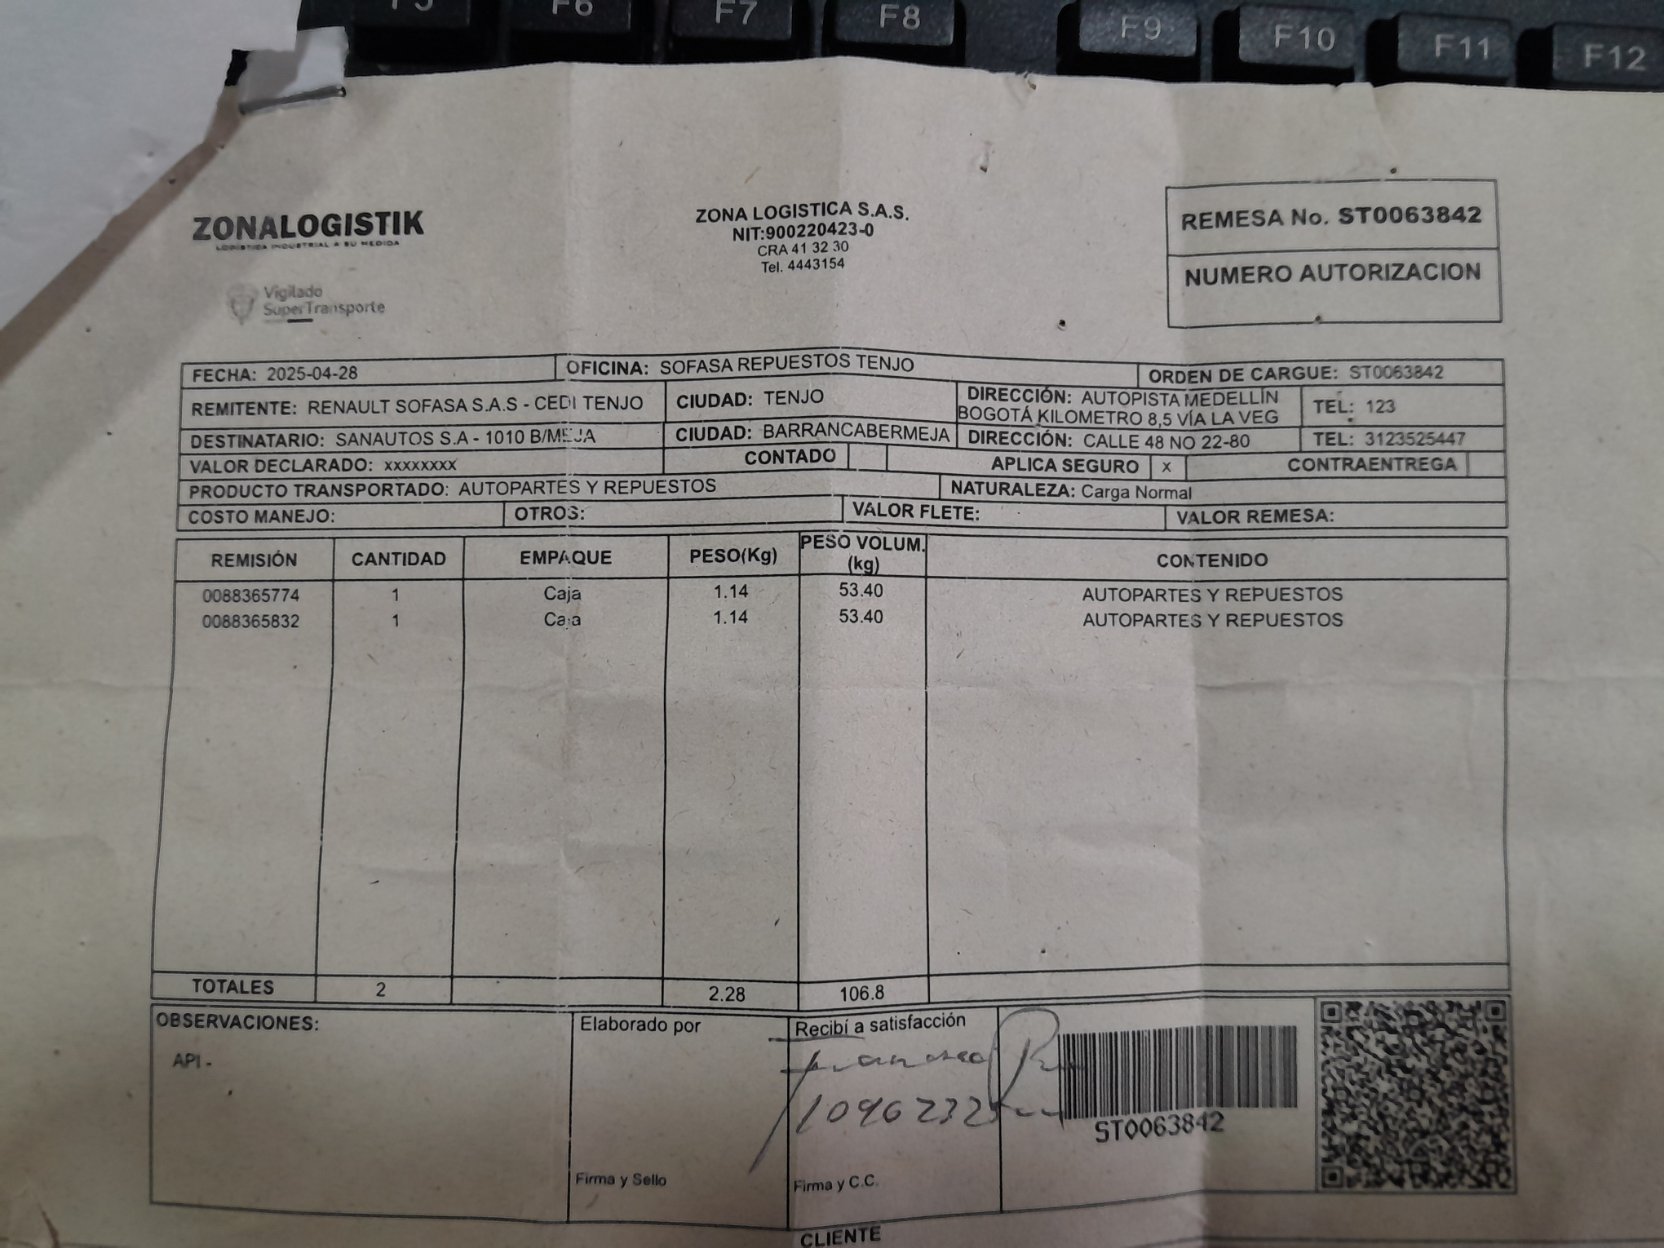 F5 F6 F7 F8 F9 F10 F11 F12
ZONALOGISTIK
LOGÍSTICA INDUSTRIAL A SU MEDIDA
Vigilado
SuperTransporte
ZONA LOGISTICA S.A.S.
NIT:900220423-0
CRA 41 32 30
Tel. 4443154
REMESA No. ST0063842
NUMERO AUTORIZACION
FECHA: 2025-04-28 OFICINA: SOFASA REPUESTOS TENJO ORDEN DE CARGUE: ST0063842
REMITENTE: RENAULT SOFASA S.A.S - CEDI TENJO CIUDAD: TENJO DIRECCIÓN: AUTOPISTA MEDELLÍN
BOGOTÁ KILOMETRO 8,5 VÍA LA VEG TEL: 123
DESTINATARIO: SANAUTOS S.A - 1010 B/MEJA CIUDAD: BARRANCABERMEJA DIRECCIÓN: CALLE 48 NO 22-80 TEL: 3123525447
VALOR DECLARADO: xxxxxxxx CONTADO APLICA SEGURO x CONTRAENTREGA
PRODUCTO TRANSPORTADO: AUTOPARTES Y REPUESTOS NATURALEZA: Carga Normal
COSTO MANEJO: OTROS: VALOR FLETE: VALOR REMESA:
REMISIÓN CANTIDAD EMPAQUE PESO(Kg) PESO VOLUM.
(kg) CONTENIDO
0088365774 1 Caja 1.14 53.40 AUTOPARTES Y REPUESTOS
0088365832 1 Caja 1.14 53.40 AUTOPARTES Y REPUESTOS
TOTALES 2 2.28 106.8
OBSERVACIONES: Elaborado por Recibí a satisfacción
API -
ST0063842
Firma y Sello Firma y C.C.
CLIENTE